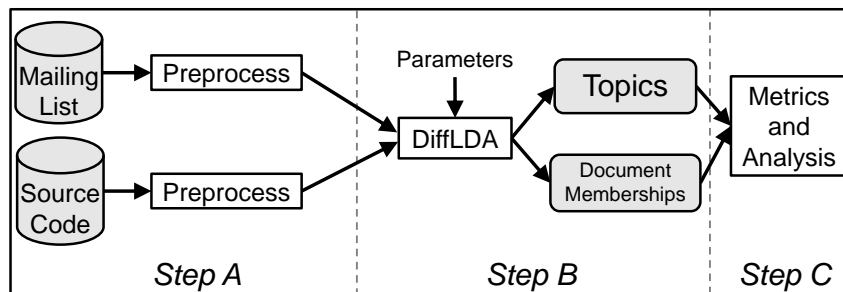 Mailing
List
Preprocess
Source
Code
Preprocess
Step A
Parameters
DiffLDA
Topics
Document
Memberships
Step B
Metrics
and
Analysis
Step C